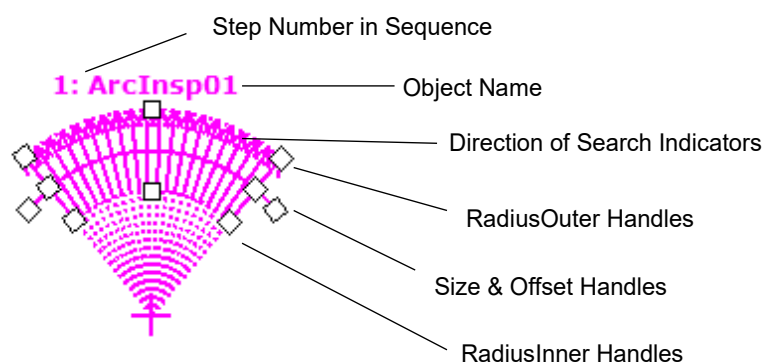 Step Number in Sequence
1: ArcInsp01
Object Name
Direction of Search Indicators
RadiusOuter Handles
Size & Offset Handles
RadiusInner Handles